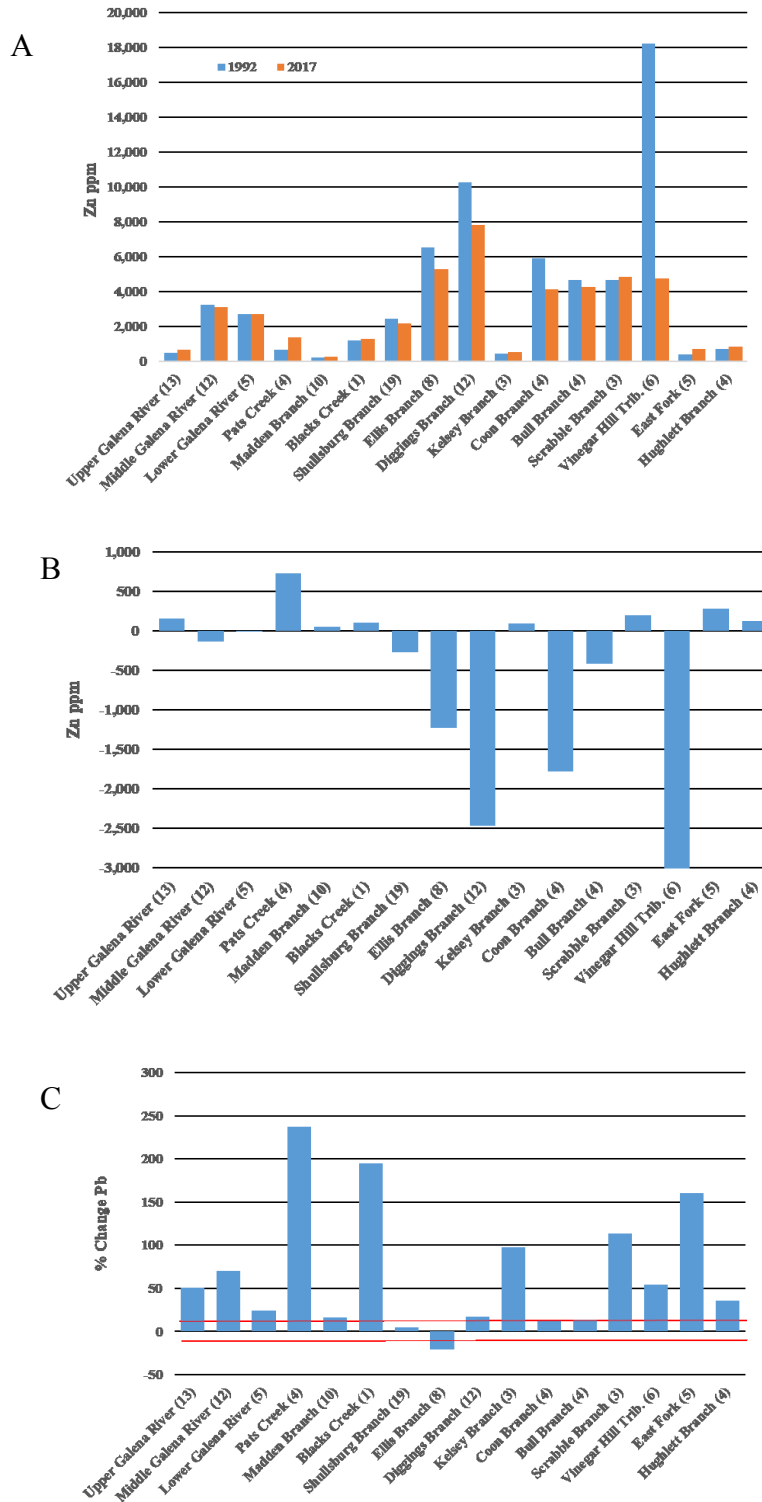 A
20,000
18,000
16,000
14,000
12,000
10,000
8,000
6,000
4,000
2,000
0
Zn ppm
1992 2017
Upper Galena River (13)
Middle Galena River (12)
Lower Galena River (5)
Pats Creek (4)
Madden Branch (10)
Blacks Creek (1)
Shullsburg Branch (19)
Ellis Branch (8)
Diggings Branch (12)
Kelsey Branch (3)
Coon Branch (4)
Bull Branch (4)
Scrabble Branch (3)
Vinegar Hill Trib. (6)
East Fork (5)
Hughlett Branch (4)
B
1,000
500
0
-500
-1,000
-1,500
-2,000
-2,500
-3,000
Zn ppm
Upper Galena River (13)
Middle Galena River (12)
Lower Galena River (5)
Pats Creek (4)
Madden Branch (10)
Blacks Creek (1)
Shullsburg Branch (19)
Ellis Branch (8)
Diggings Branch (12)
Kelsey Branch (3)
Coon Branch (4)
Bull Branch (4)
Scrabble Branch (3)
Vinegar Hill Trib. (6)
East Fork (5)
Hughlett Branch (4)
C
300
250
200
150
100
50
0
-50
% Change Pb
Upper Galena River (13)
Middle Galena River (12)
Lower Galena River (5)
Pats Creek (4)
Madden Branch (10)
Blacks Creek (1)
Shullsburg Branch (19)
Ellis Branch (8)
Diggings Branch (12)
Kelsey Branch (3)
Coon Branch (4)
Bull Branch (4)
Scrabble Branch (3)
Vinegar Hill Trib. (6)
East Fork (5)
Hughlett Branch (4)